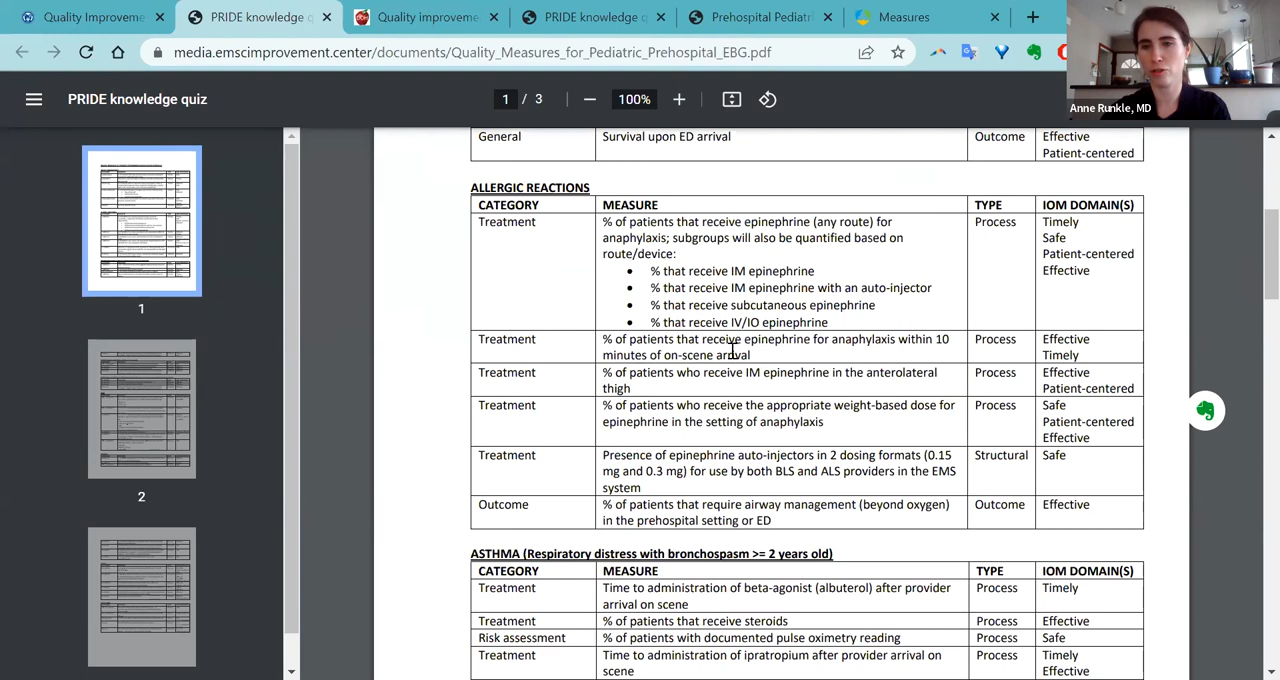 Quality Improveme
PRIDE knowledge q
Quality improveme
PRIDE knowledge q
Prehospital Pediatr
Measures
media.emscimprovement.center/documents/Quality_Measures_for_Pediatric_Prehospital_EBG.pdf
Anne Runkle, MD
PRIDE knowledge quiz
1 / 3
100%
1
2
General Survival upon ED arrival Outcome Effective
Patient-centered
ALLERGIC REACTIONS
CATEGORY MEASURE TYPE IOM DOMAIN(S)
Treatment % of patients that receive epinephrine (any route) for Process Timely
anaphylaxis; subgroups will also be quantified based on Safe
route/device: Patient-centered
• % that receive IM epinephrine Effective
• % that receive IM epinephrine with an auto-injector
• % that receive subcutaneous epinephrine
• % that receive IV/IO epinephrine
Treatment % of patients that receive epinephrine for anaphylaxis within 10 Process Effective
minutes of on-scene arrival Timely
Treatment % of patients who receive IM epinephrine in the anterolateral Process Effective
thigh Patient-centered
Treatment % of patients who receive the appropriate weight-based dose for Process Safe
epinephrine in the setting of anaphylaxis Patient-centered
Effective
Treatment Presence of epinephrine auto-injectors in 2 dosing formats (0.15 Structural Safe
mg and 0.3 mg) for use by both BLS and ALS providers in the EMS
system
Outcome % of patients that require airway management (beyond oxygen) Outcome Effective
in the prehospital setting or ED
ASTHMA (Respiratory distress with bronchospasm >= 2 years old)
CATEGORY MEASURE TYPE IOM DOMAIN(S)
Treatment Time to administration of beta-agonist (albuterol) after provider Process Timely
arrival on scene
Treatment % of patients that receive steroids Process Effective
Risk assessment % of patients with documented pulse oximetry reading Process Safe
Treatment Time to administration of ipratropium after provider arrival on Process Timely
scene Effective